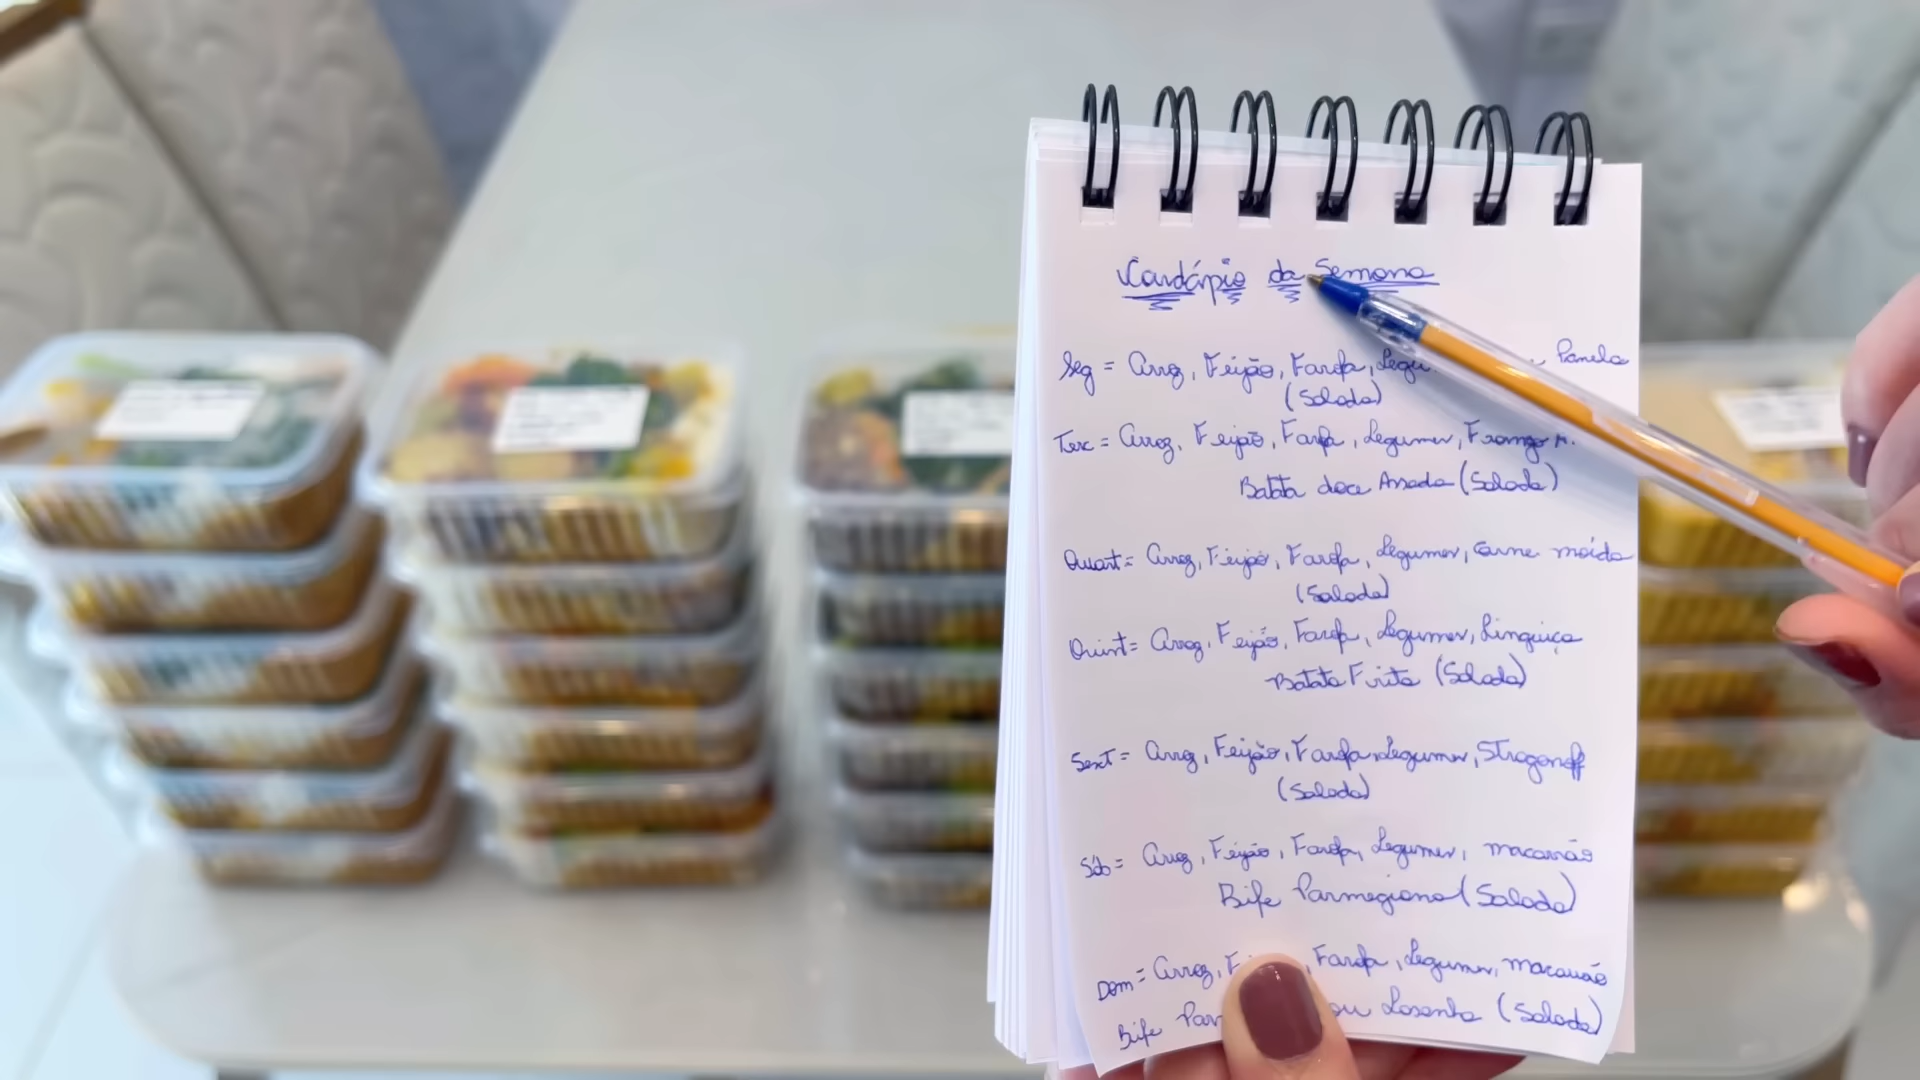 Cardápio da Semana
Seg = Arroz, Feijão, Farofa, Panela
(Salada)
Terc = Arroz, Feijão, Farofa, Legumes,
Batata doce Assada (Salada)
Quart = Arroz, Feijão, Farofa, Legumes, carne moída
(Salada)
Quint = Arroz, Feijão, Farofa, Legumes, Linguiça
Batata Frita (Salada)
Sext = Arroz, Feijão, Farofa, Legumes, Strogonoff
(Salada)
Sáb = Arroz, Feijão, Farofa, Legumes, macarrão
Bife Parmegiana (Salada)
Dom = Arroz, Farofa, Legumes, macarrão
Bife ou Lasanha (Salada)